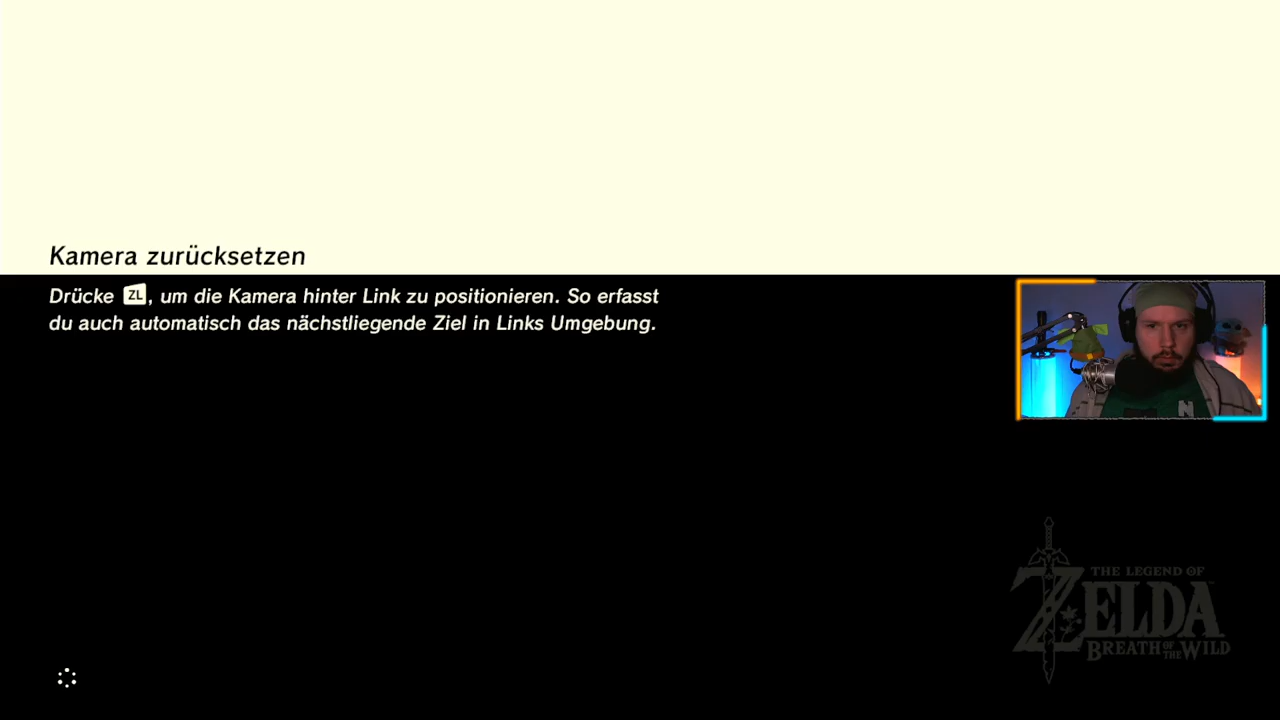 Kamera zurücksetzen
Drücke ZL, um die Kamera hinter Link zu positionieren. So erfasst
du auch automatisch das nächstliegende Ziel in Links Umgebung.
N
THE LEGEND OF
ZELDA
BREATH OF THE WILD